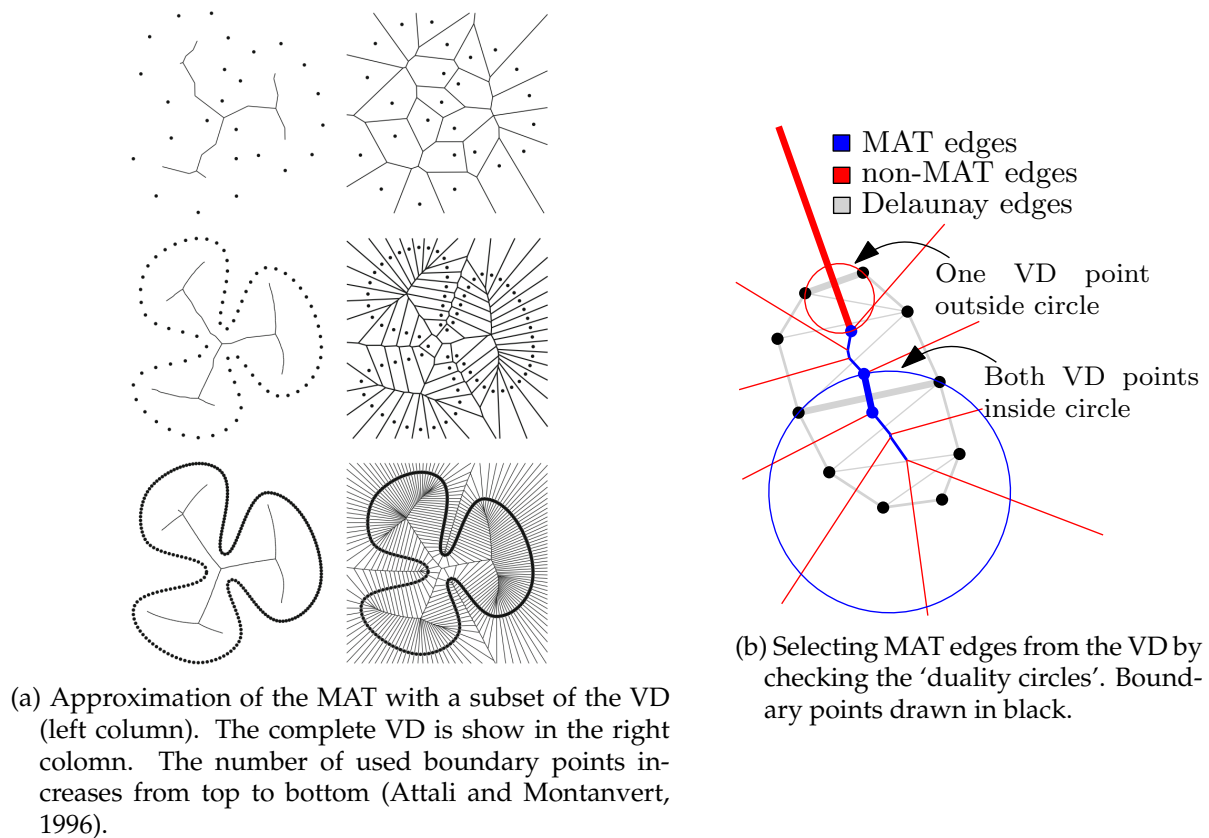 MAT edges
non-MAT edges
Delaunay edges
One VD point
outside circle
Both VD points
inside circle
(a) Approximation of the MAT with a subset of the VD
(left column). The complete VD is show in the right
colomn. The number of used boundary points in-
creases from top to bottom (Attali and Montanvert,
1996).
(b) Selecting MAT edges from the VD by
checking the ‘duality circles’. Bound-
ary points drawn in black.